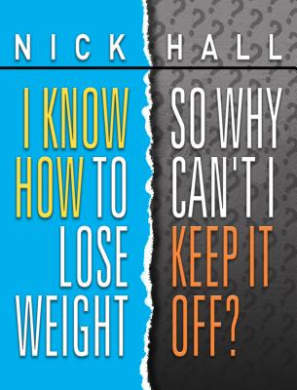 NICK HALL
I KNOW
HOW TO
LOSE
WEIGHT
SO WHY
CAN'T I
KEEP IT
OFF?